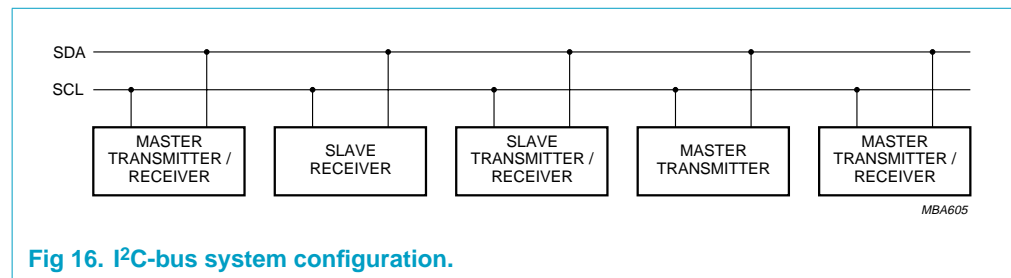 SDA
SCL
MASTER
TRANSMITTER /
RECEIVER
SLAVE
RECEIVER
SLAVE
TRANSMITTER /
RECEIVER
MASTER
TRANSMITTER
MASTER
TRANSMITTER /
RECEIVER
MBA605
Fig 16. I²C-bus system configuration.